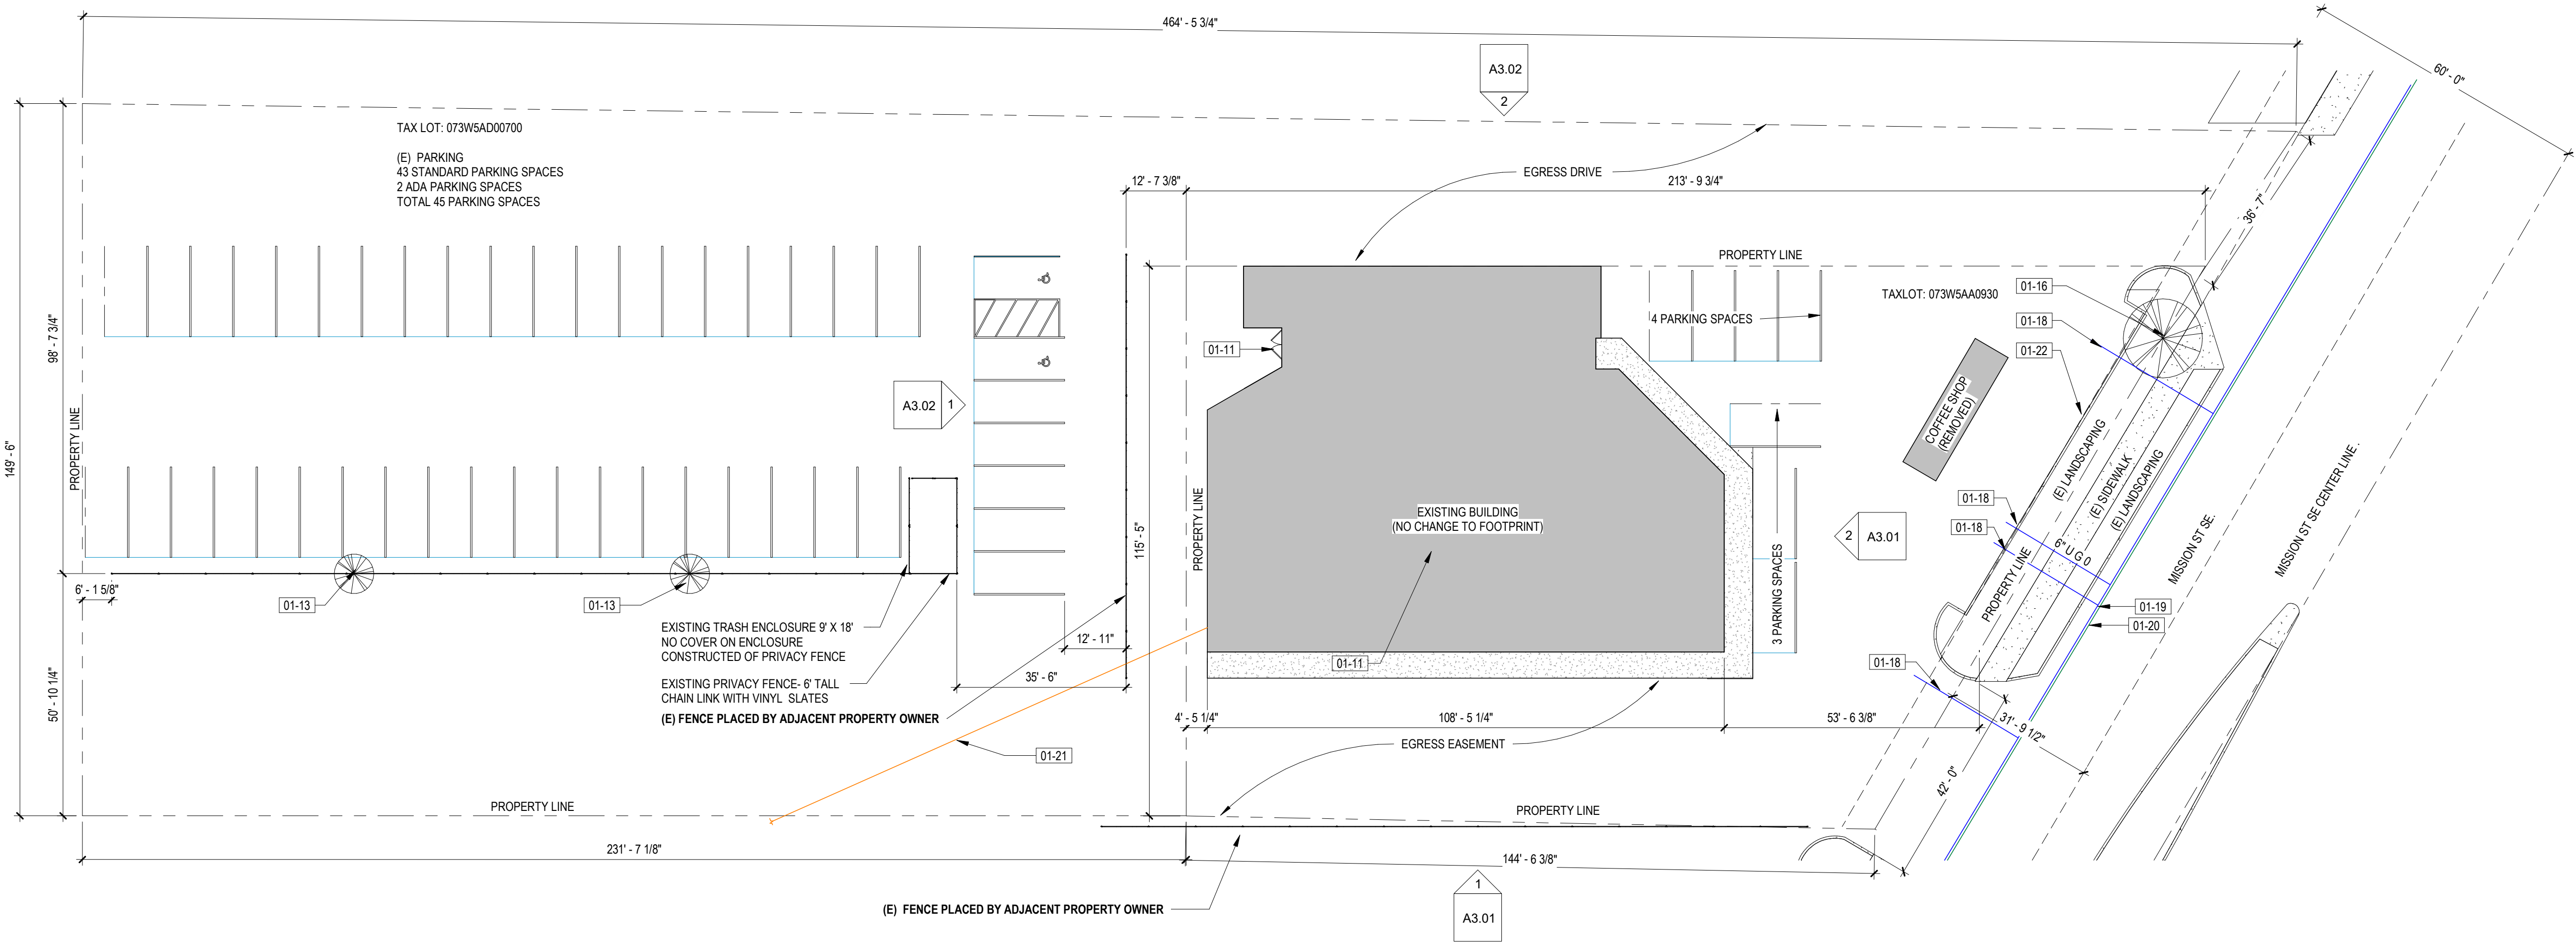 464' - 5 3/4"
60' - 0"
A3.02
2
TAX LOT: 073W5AD00700
(E) PARKING
43 STANDARD PARKING SPACES
2 ADA PARKING SPACES
TOTAL 45 PARKING SPACES
EGRESS DRIVE
12' - 7 3/8"
213' - 9 3/4"
36' - 7"
PROPERTY LINE
TAXLOT: 073W5AA0930
01-16
4 PARKING SPACES
01-18
01-22
01-11
98' - 7 3/4"
149' - 6"
PROPERTY LINE
A3.02
1
COFFEE SHOP
(REMOVED)
(E) LANDSCAPING
(E) SIDEWALK
(E) LANDSCAPING
MISSION ST SE.
MISSION ST SE CENTER LINE .
115' - 5"
PROPERTY LINE
EXISTING BUILDING
(NO CHANGE TO FOOTPRINT)
01-18
01-18
2
A3.01
6" U G 0
PROPERTY LINE
3 PARKING SPACES
6' - 1 5/8"
01-13
01-13
01-19
01-20
EXISTING TRASH ENCLOSURE 9' X 18'
NO COVER ON ENCLOSURE
CONSTRUCTED OF PRIVACY FENCE
12' - 11"
01-11
01-18
EXISTING PRIVACY FENCE- 6' TALL
CHAIN LINK WITH VINYL SLATES
35' - 6"
50' - 10 1/4"
(E) FENCE PLACED BY ADJACENT PROPERTY OWNER
4' - 5 1/4"
108' - 5 1/4"
53' - 6 3/8"
31' - 9 1/2"
EGRESS EASEMENT
01-21
42' - 0"
PROPERTY LINE
PROPERTY LINE
231' - 7 1/8"
144' - 6 3/8"
1
A3.01
(E) FENCE PLACED BY ADJACENT PROPERTY OWNER